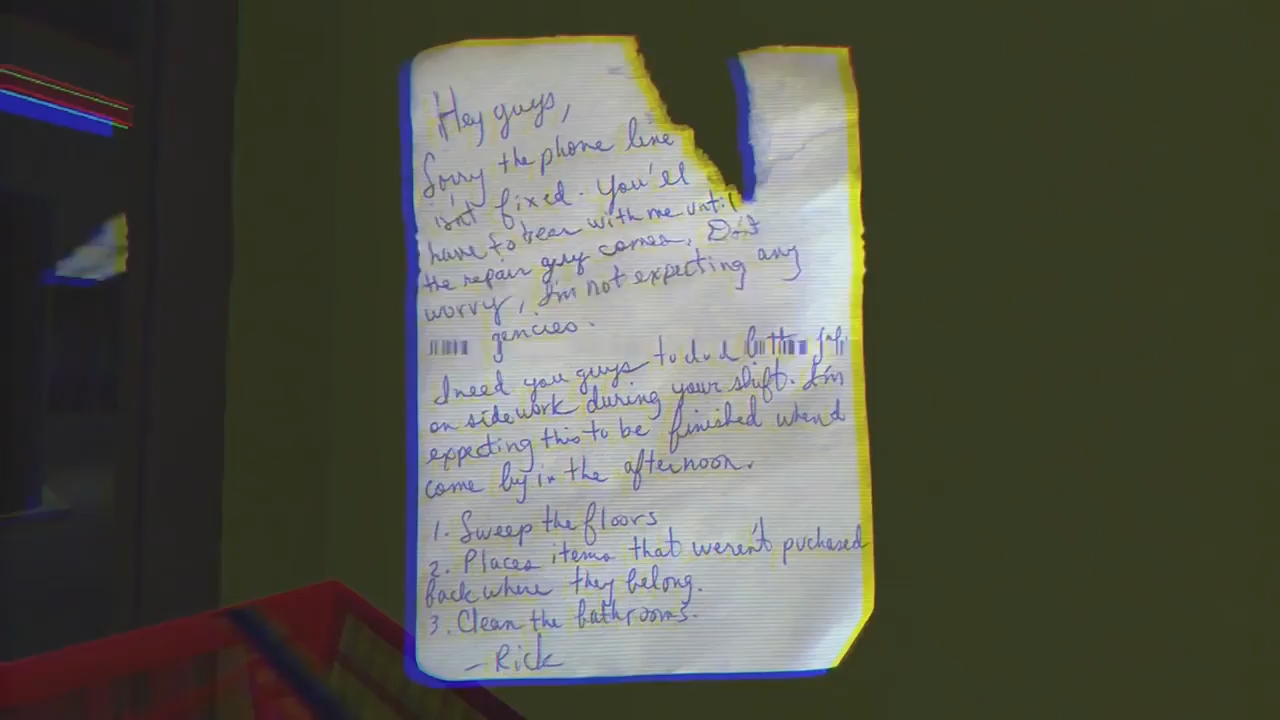 Hey guys,
Sorry the phone line
isn't fixed. You'll
have to bear with me until
the repair guy comes. Don't
worry, I'm not expecting any
gencies.
I need you guys to do a
on sidework during your shift. I'm
expecting this to be finished when I
come by in the afternoon.
1. Sweep the floors
2. Places items that weren't puchased
back where they belong.
3. Clean the bathrooms.
- Rick